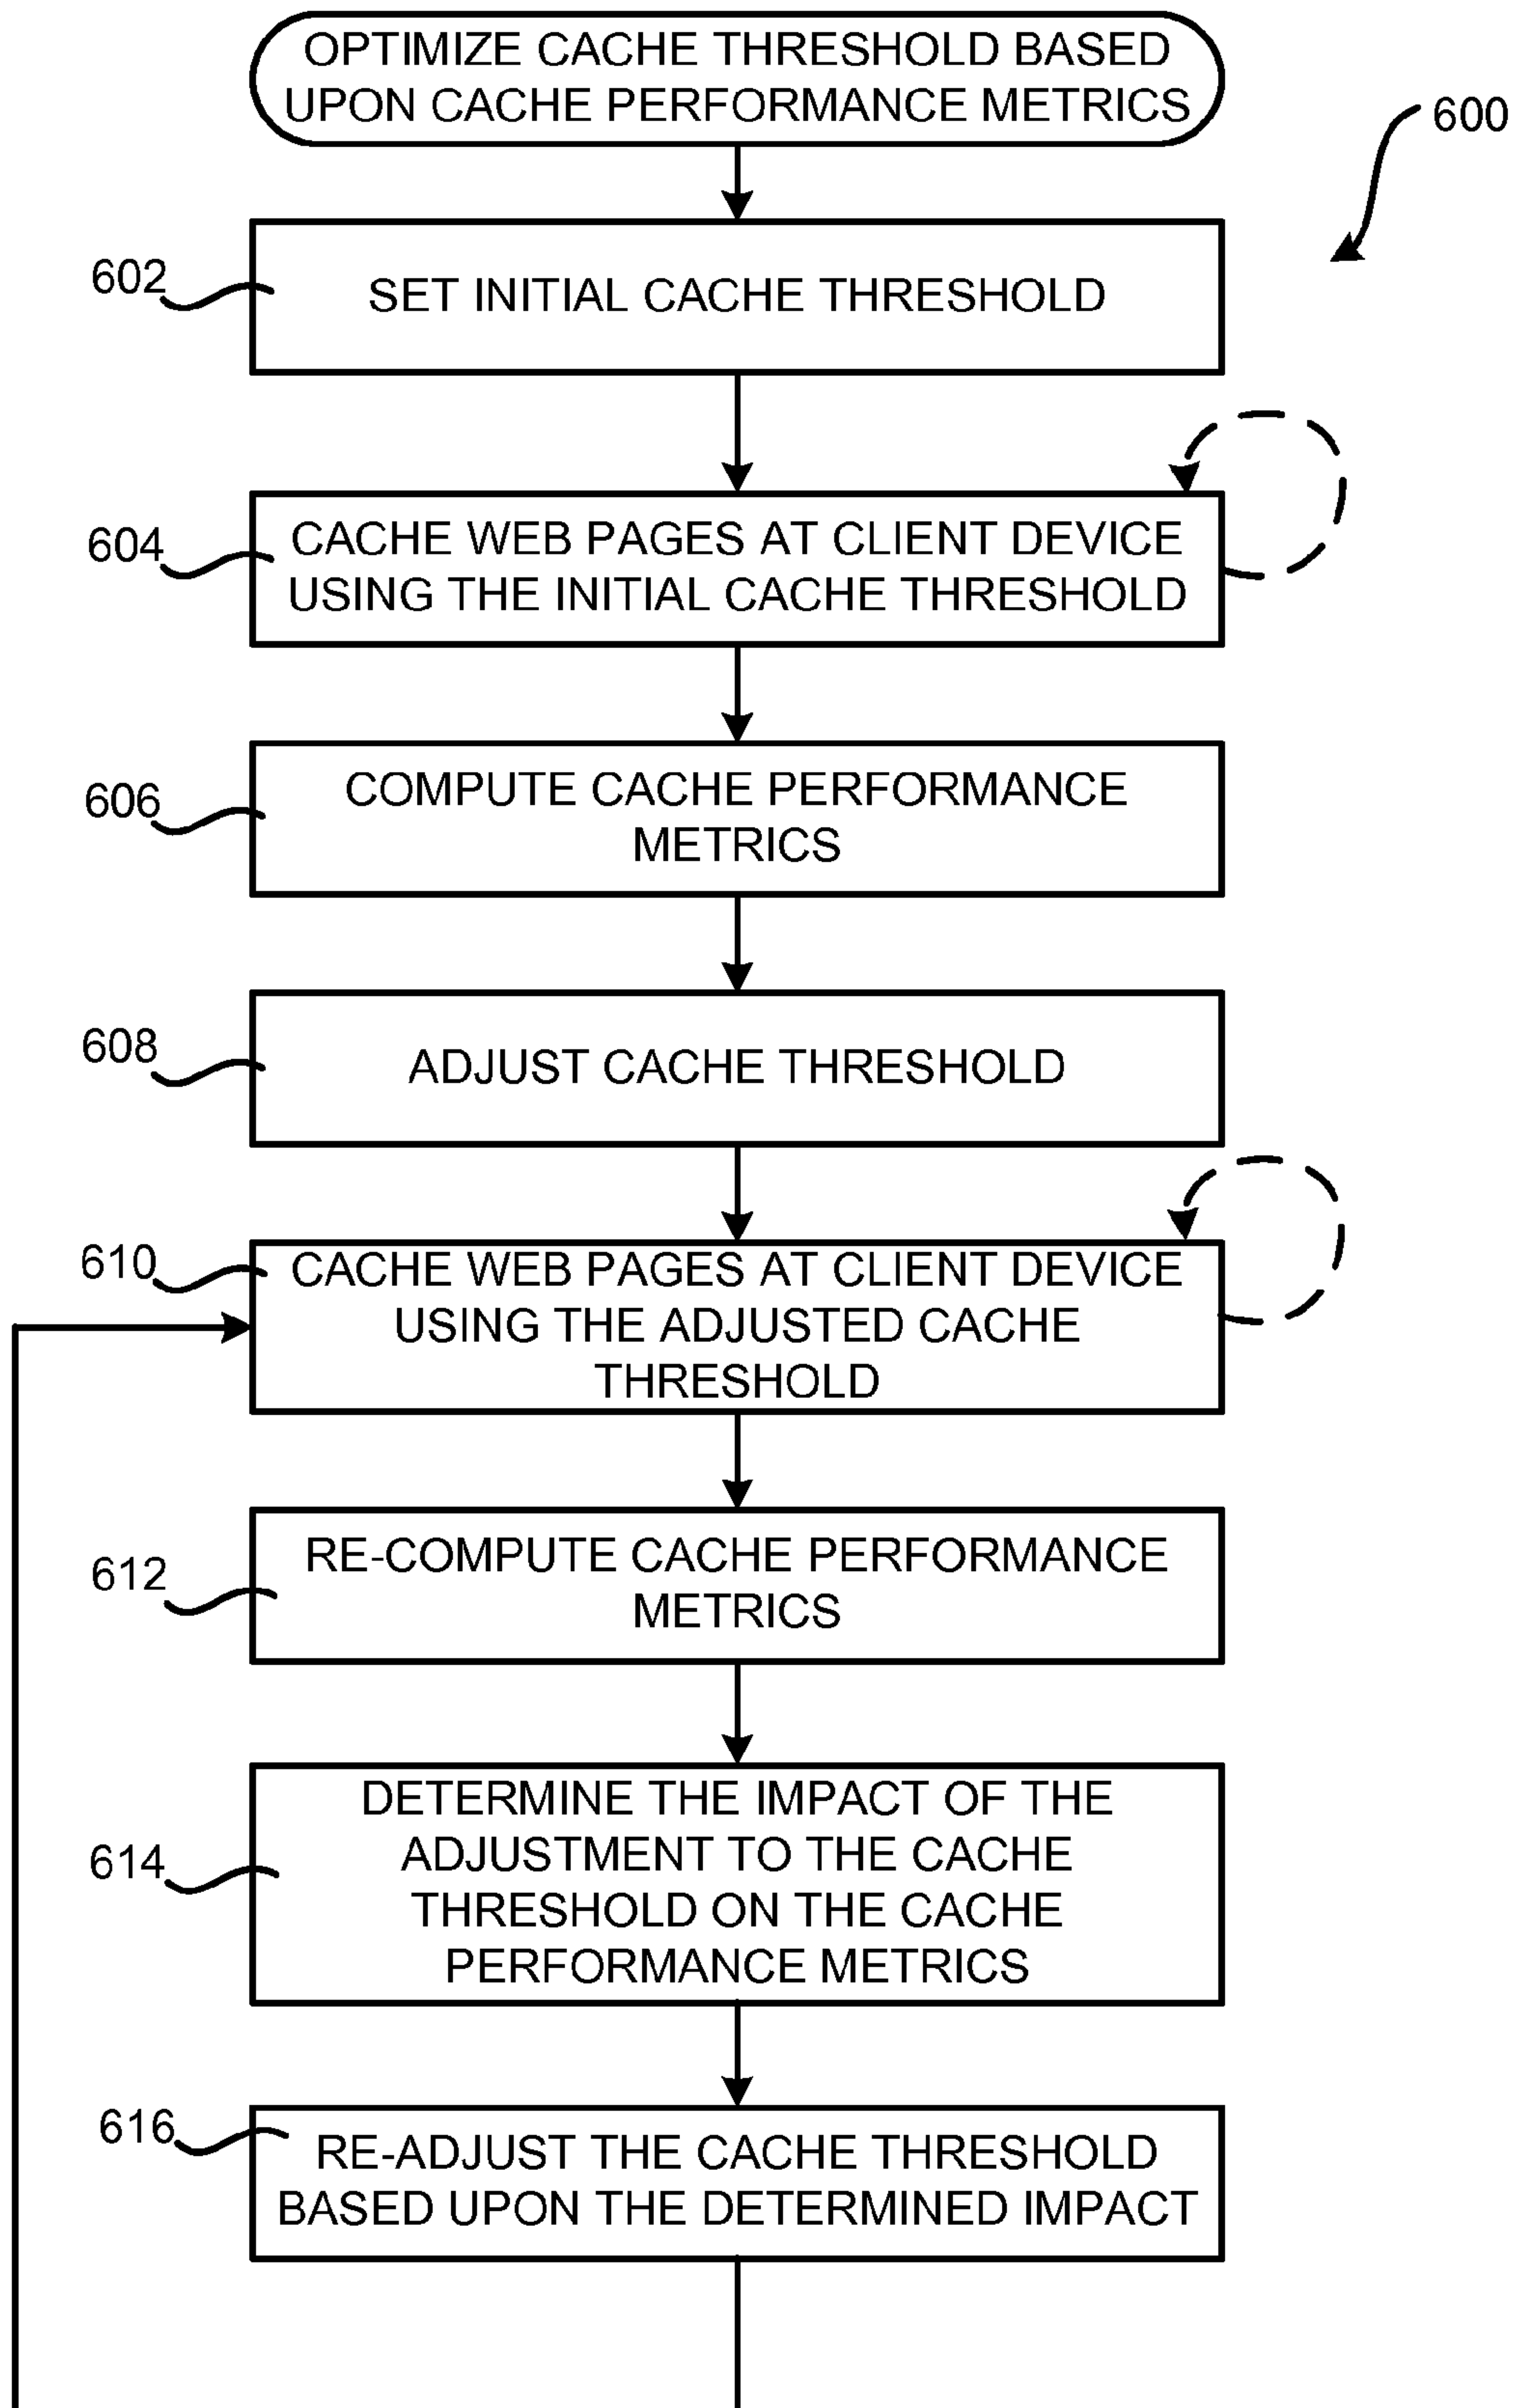 OPTIMIZE CACHE THRESHOLD BASED
UPON CACHE PERFORMANCE METRICS
600
602
SET INITIAL CACHE THRESHOLD
604
CACHE WEB PAGES AT CLIENT DEVICE
USING THE INITIAL CACHE THRESHOLD
606
COMPUTE CACHE PERFORMANCE
METRICS
608
ADJUST CACHE THRESHOLD
610
CACHE WEB PAGES AT CLIENT DEVICE
USING THE ADJUSTED CACHE
THRESHOLD
612
RE-COMPUTE CACHE PERFORMANCE
METRICS
614
DETERMINE THE IMPACT OF THE
ADJUSTMENT TO THE CACHE
THRESHOLD ON THE CACHE
PERFORMANCE METRICS
616
RE-ADJUST THE CACHE THRESHOLD
BASED UPON THE DETERMINED IMPACT